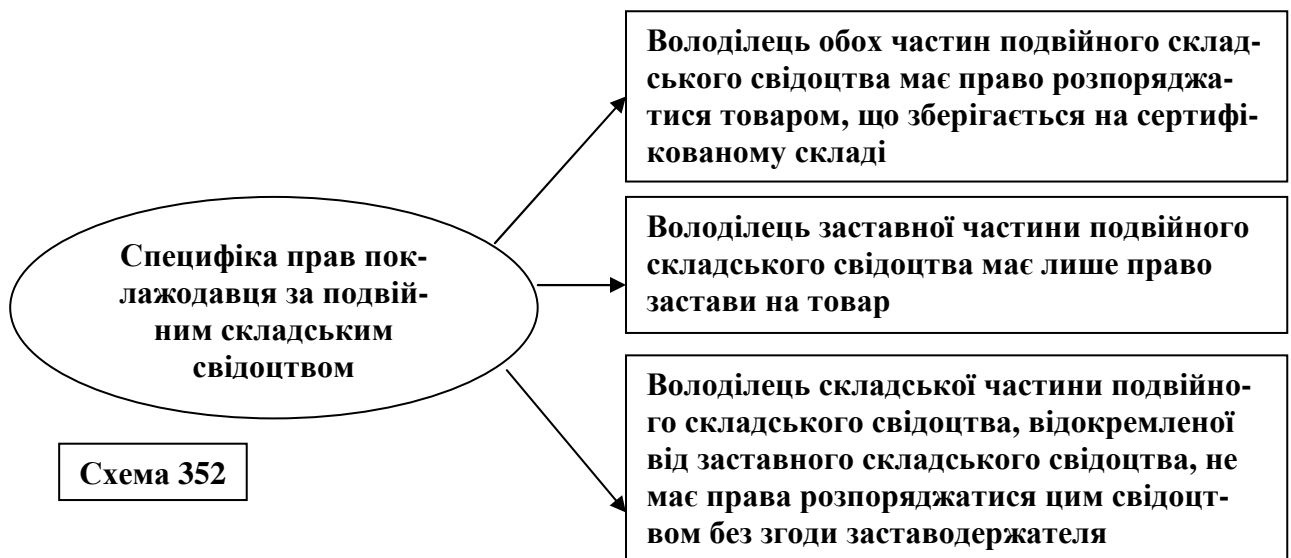 Володілець обох частин подвійного склад-
ського свідоцтва має право розпоряджа-
тися товаром, що зберігається на сертифі-
кованому складі
Специфіка прав пок-
лажодавця за подвій-
ним складським
свідоцтвом
Володілець заставної частини подвійного
складського свідоцтва має лише право
застави на товар
Володілець складської частини подвійно-
го складського свідоцтва, відокремленої
від заставного складського свідоцтва, не
має права розпоряджатися цим свідоцт-
вом без згоди заставодержателя
Схема 352